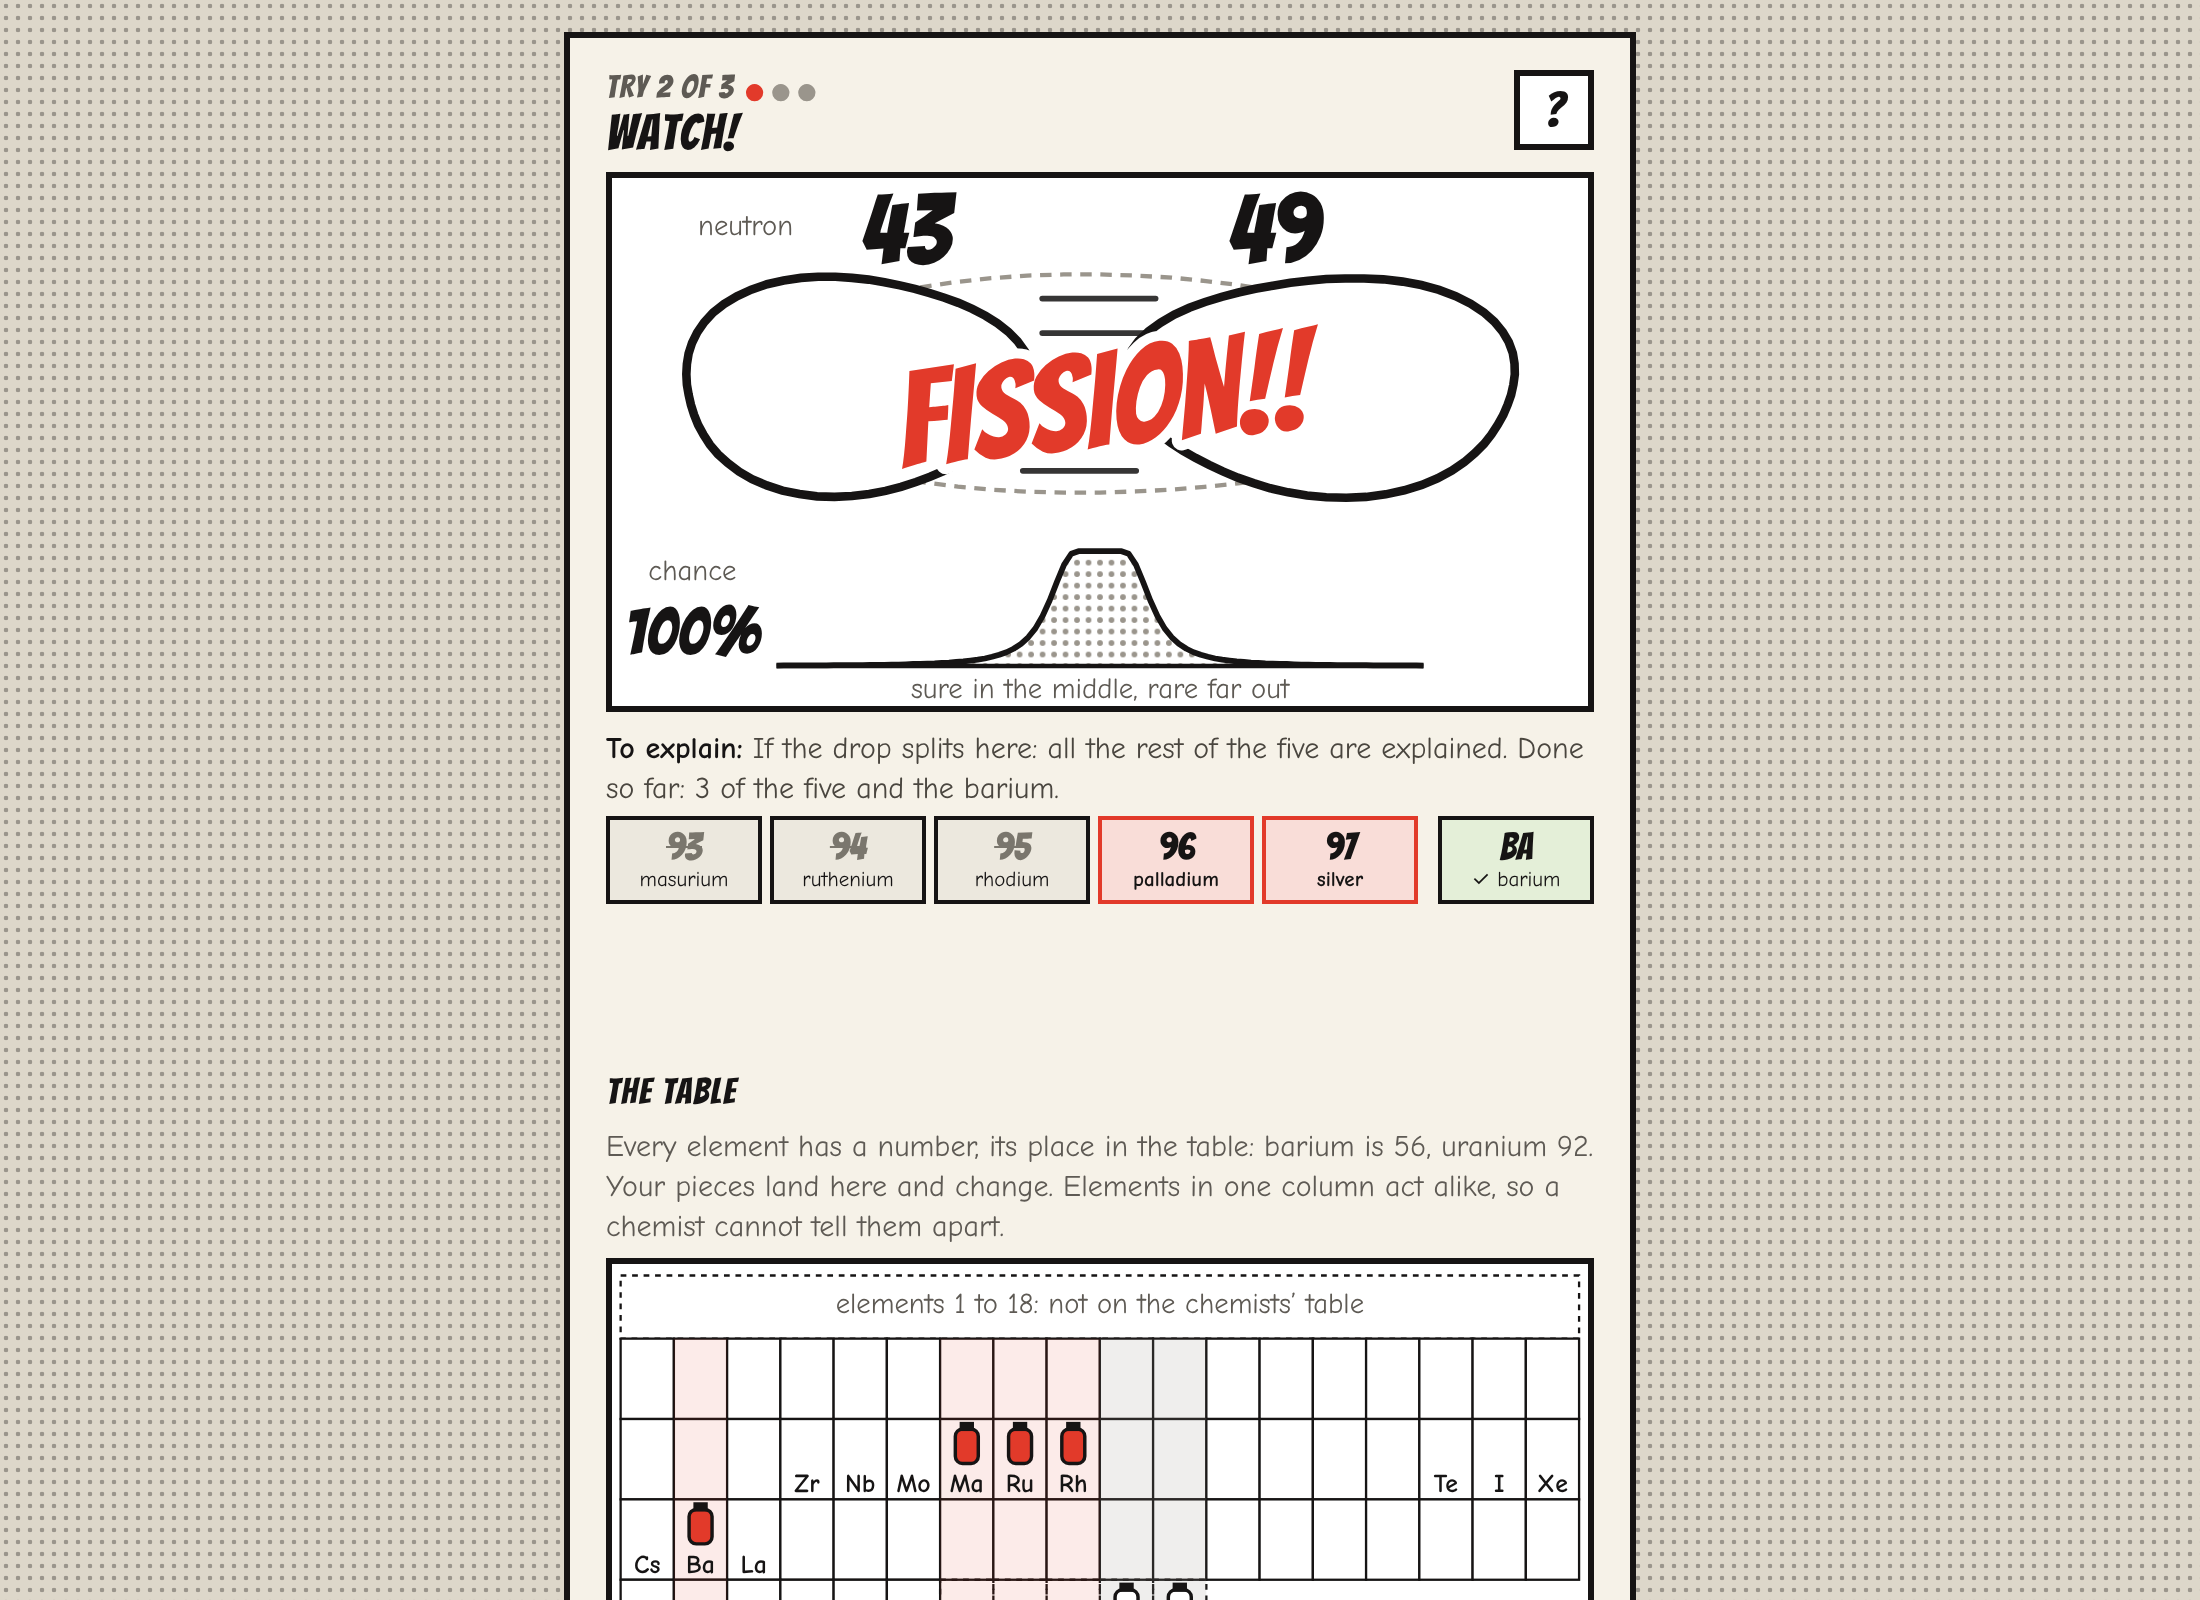 TRY 2 OF 3
WATCH!
?
neutron
43
49
FISSION!!
chance
100%
sure in the middle, rare far out
To explain: If the drop splits here: all the rest of the five are explained. Done
so far: 3 of the five and the barium.
93 94 95 96 97 BA
masurium ruthenium rhodium palladium silver ✓ barium
THE TABLE
Every element has a number, its place in the table: barium is 56, uranium 92.
Your pieces land here and change. Elements in one column act alike, so a
chemist cannot tell them apart.
elements 1 to 18: not on the chemists' table
Zr Nb Mo Ma Ru Rh Te I Xe
Cs Ba La